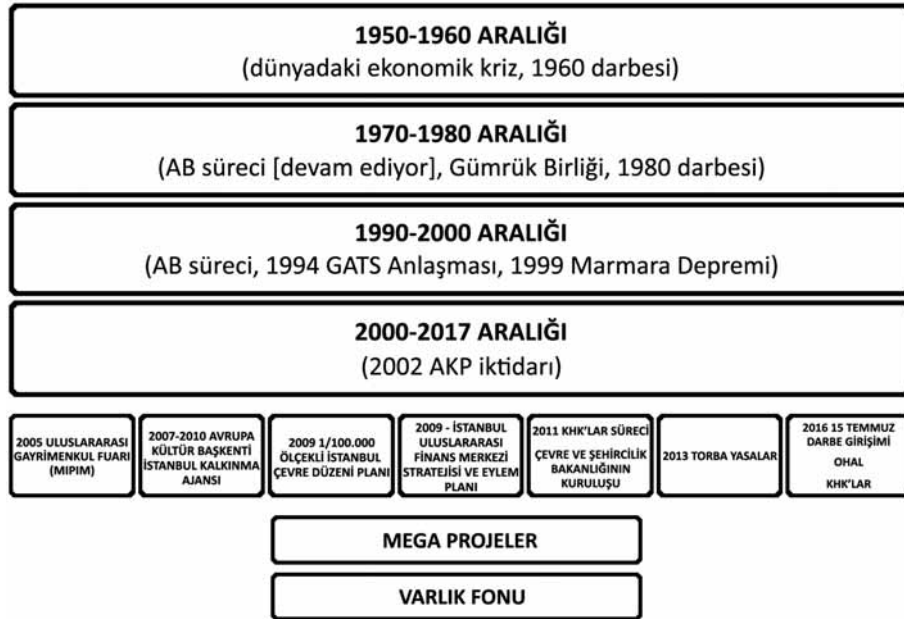 1950-1960 ARALIĞI
(dünyadaki ekonomik kriz, 1960 darbesi)
1970-1980 ARALIĞI
(AB süreci [devam ediyor], Gümrük Birliği, 1980 darbesi)
1990-2000 ARALIĞI
(AB süreci, 1994 GATS Anlaşması, 1999 Marmara Depremi)
2000-2017 ARALIĞI
(2002 AKP iktidarı)
2005 ULUSLARARASI
GAYRİMENKUL FUARI
(MIPIM)
2007-2010 AVRUPA
KÜLTÜR BAŞKENTİ
İSTANBUL KALKINMA
AJANSI
2009 1/100.000
ÖLÇEKLİ İSTANBUL
ÇEVRE DÜZENİ PLANI
2009 - İSTANBUL
ULUSLARARASI
FİNANS MERKEZİ
STRATEJİSİ VE EYLEM
PLANI
2011 KHK'LAR SÜRECİ
ÇEVRE VE ŞEHİRCİLİK
BAKANLIĞININ
KURULUŞU
2013 TORBA YASALAR
2016 15 TEMMUZ
DARBE GİRİŞİMİ
OHAL
KHK'LAR
MEGA PROJELER
VARLIK FONU